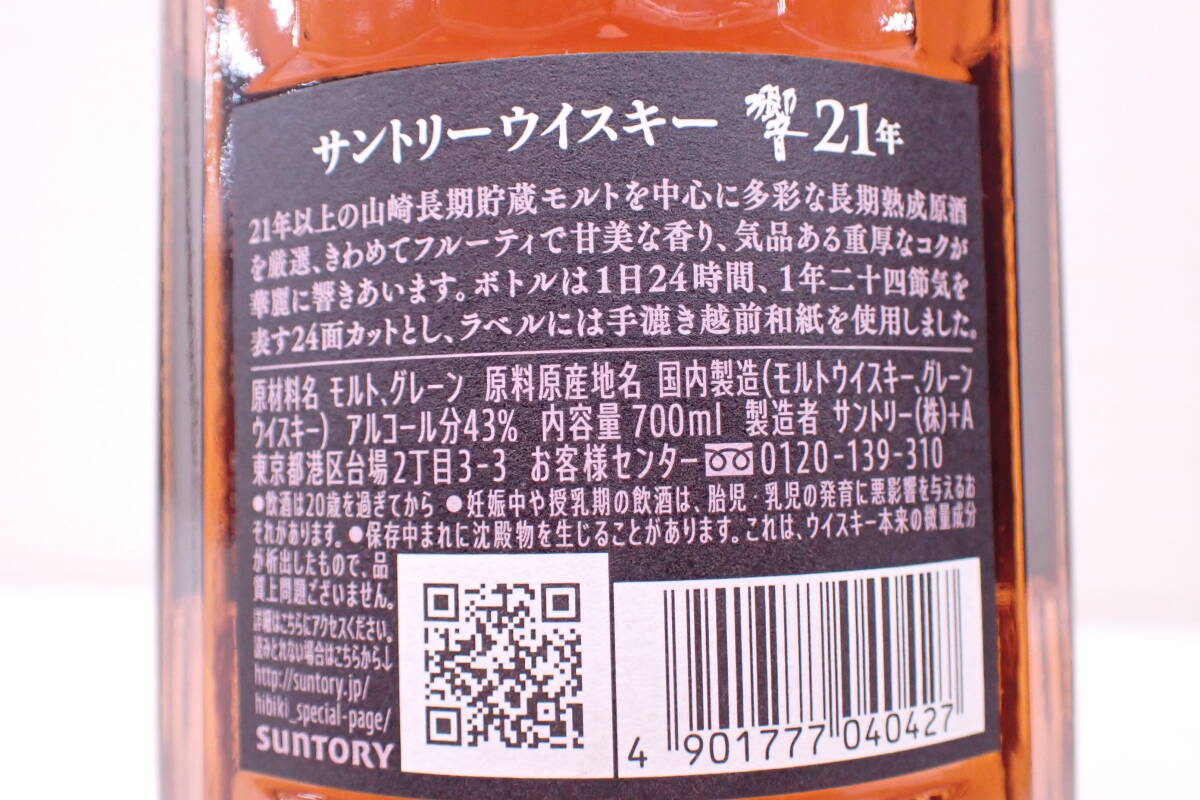 サントリーウイスキー 響 21年
21年以上の山崎長期貯蔵モルトを中心に多彩な長期熟成原酒
を厳選、きわめてフルーティで甘美な香り、気品ある重厚なコクが
華麗に響きあいます。ボトルは1日24時間、1年二十四節気を
表す24面カットとし、ラベルには手漉き越前和紙を使用しました。
原材料名 モルト、グレーン 原料原産地名 国内製造(モルトウイスキー、グレーン
ウイスキー) アルコール分43% 内容量 700ml 製造者 サントリー(株)+A
東京都港区台場2丁目3-3 お客様センター 0120-139-310
●飲酒は20歳を過ぎてから ●妊娠中や授乳期の飲酒は、胎児・乳児の発育に悪影響を与えるお
それがあります。●保存中まれに沈殿物を生じることがあります。これは、ウイスキー本来の微量成分
が析出したもので、品
質上問題ございません。
詳細はこちらにアクセスください。
読みとれない場合はこちらから↓
http://suntory.jp/
hibiki_special-page/
SUNTORY
4 901777 040427